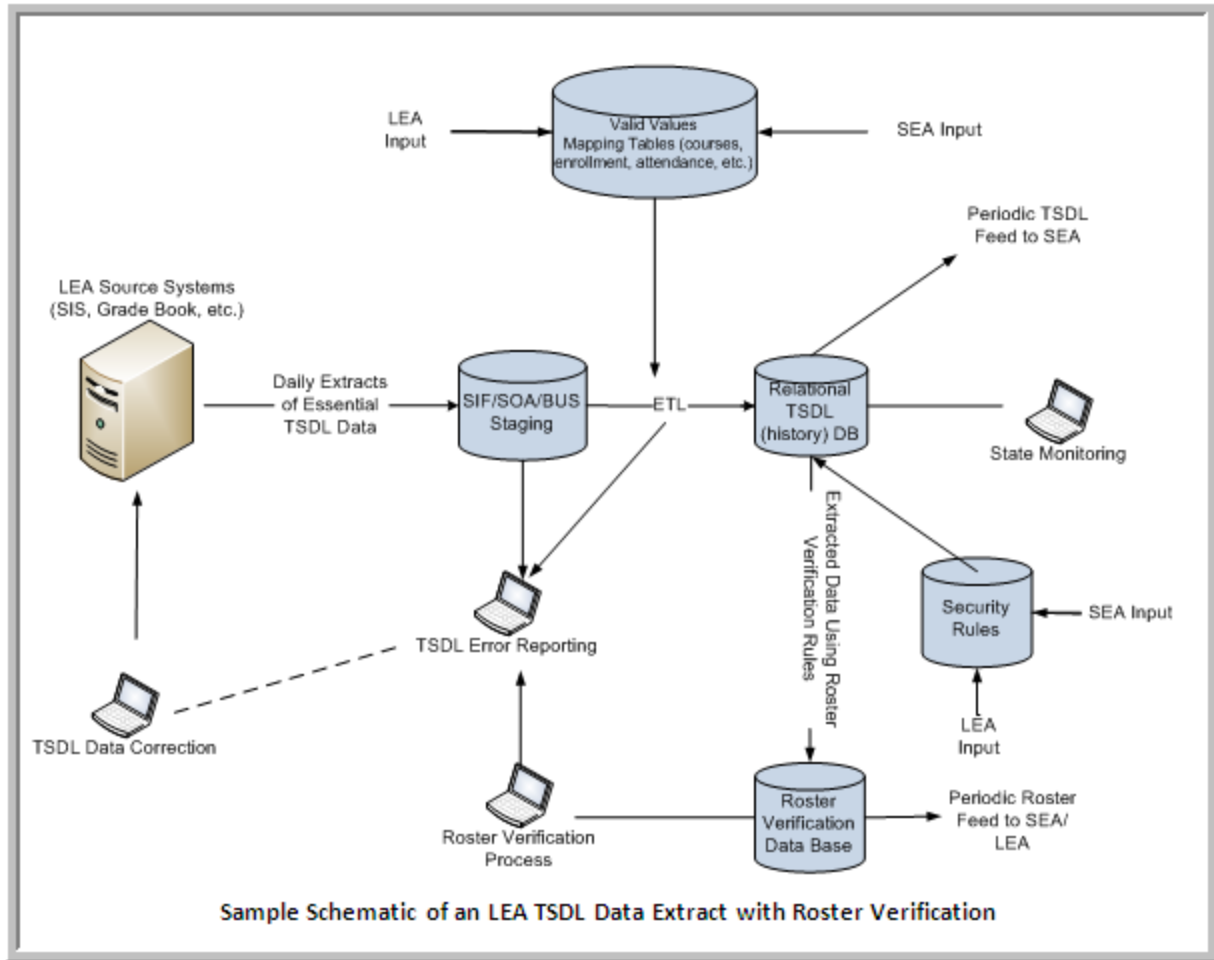 LEA
Input
Valid Values
Mapping Tables (courses,
enrollment, attendance, etc.)
SEA Input
Periodic TSDL
Feed to SEA
LEA Source Systems
(SIS, Grade Book, etc.)
Daily Extracts
of Essential
TSDL Data
SIF/SOA/BUS
Staging
ETL
Relational
TSDL
(history) DB
State Monitoring
Extracted Data Using Roster
Verification Rules
Security
Rules
SEA Input
LEA
Input
TSDL Error Reporting
TSDL Data Correction
Roster Verification
Process
Roster
Verification
Data Base
Periodic Roster
Feed to SEA/
LEA
Sample Schematic of an LEA TSDL Data Extract with Roster Verification